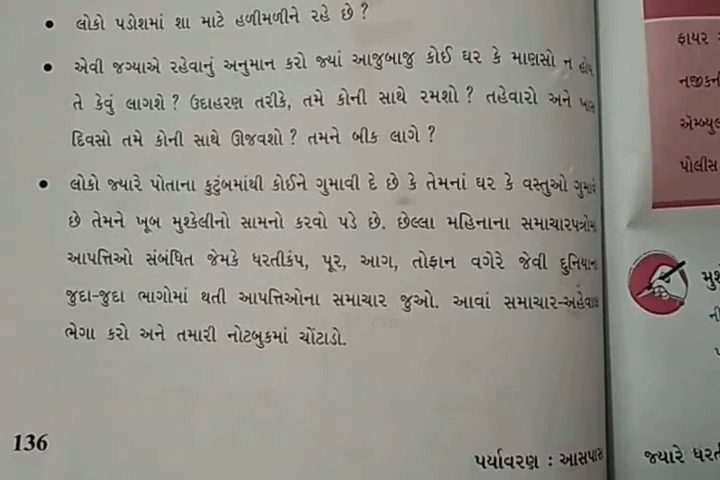 • લોકો પડોશમાં શા માટે હળીમળીને રહે છે ?
• એવી જગ્યાએ રહેવાનું અનુમાન કરો જ્યાં આજુબાજુ કોઈ ઘર કે માણસો ન હોય
તે કેવું લાગશે ? ઉદાહરણ તરીકે, તમે કોની સાથે રમશો ? તહેવારો અને ખાસ
દિવસો તમે કોની સાથે ઊજવશો ? તમને બીક લાગે ?
• લોકો જ્યારે પોતાના કુટુંબમાંથી કોઈને ગુમાવી દે છે કે તેમનાં ઘર કે વસ્તુઓ
છે તેમને ખૂબ મુશ્કેલીનો સામનો કરવો પડે છે. છેલ્લા મહિનાના
આપત્તિઓ સંબંધિત જેમકે ધરતીકંપ, પૂર, આગ, તોફાન વગેરે જેવી
જુદા-જુદા ભાગોમાં થતી આપત્તિઓના સમાચાર જુઓ. આવાં
ભેગા કરો અને તમારી નોટબુકમાં ચોંટાડો.
136
પર્યાવરણ : આસપાસ
ફાયર
પોલીસ
જ્યારે